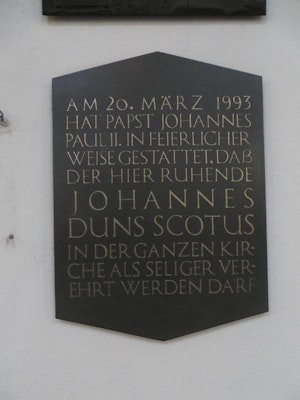 AM 20. MÄRZ 1993
HAT PAPST JOHANNES
PAUL II. IN FEIERLICHER
WEISE GESTATTET, DAß
DER HIER RUHENDE
JOHANNES
DUNS SCOTUS
IN DER GANZEN KIR-
CHE ALS SELIGER VER-
EHRT WERDEN DARF